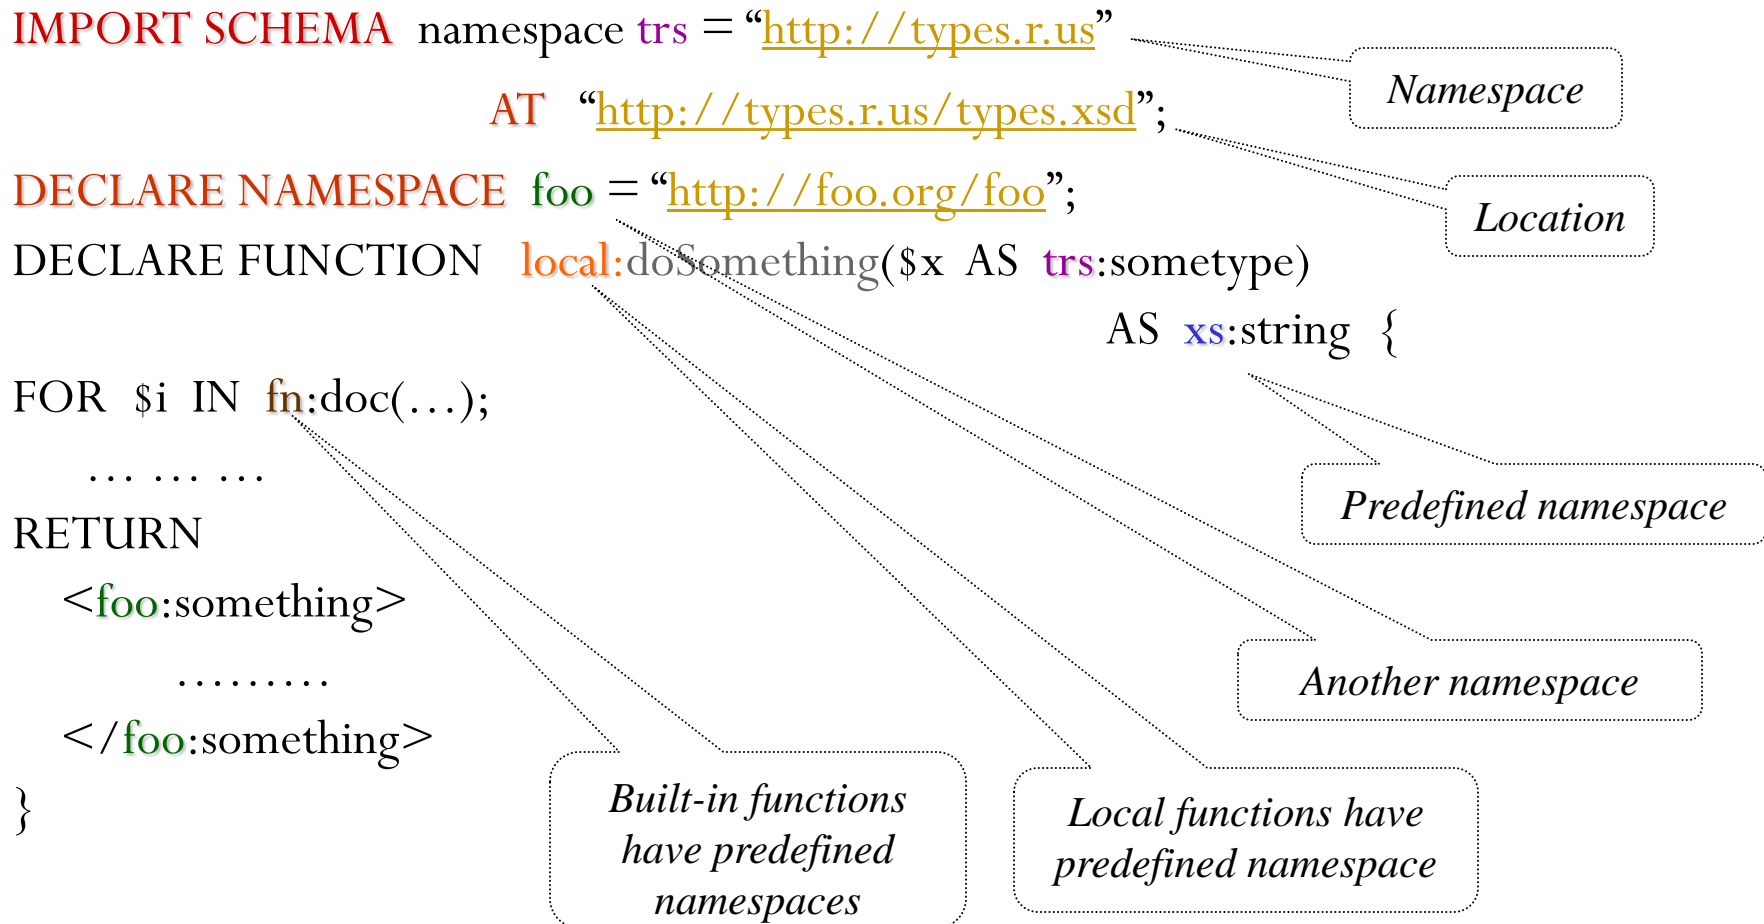 IMPORT SCHEMA namespace trs = “http://types.r.us”
Namespace
AT “http://types.r.us/types.xsd”;
DECLARE NAMESPACE foo = “http://foo.org/foo”;
Location
DECLARE FUNCTION local:doSomething($x AS trs:sometype)
AS xs:string {
FOR $i IN fn:doc(…);
… … …
Predefined namespace
RETURN
<foo:something>
………
Another namespace
</foo:something>
}
Built-in functions
have predefined
namespaces
Local functions have
predefined namespace